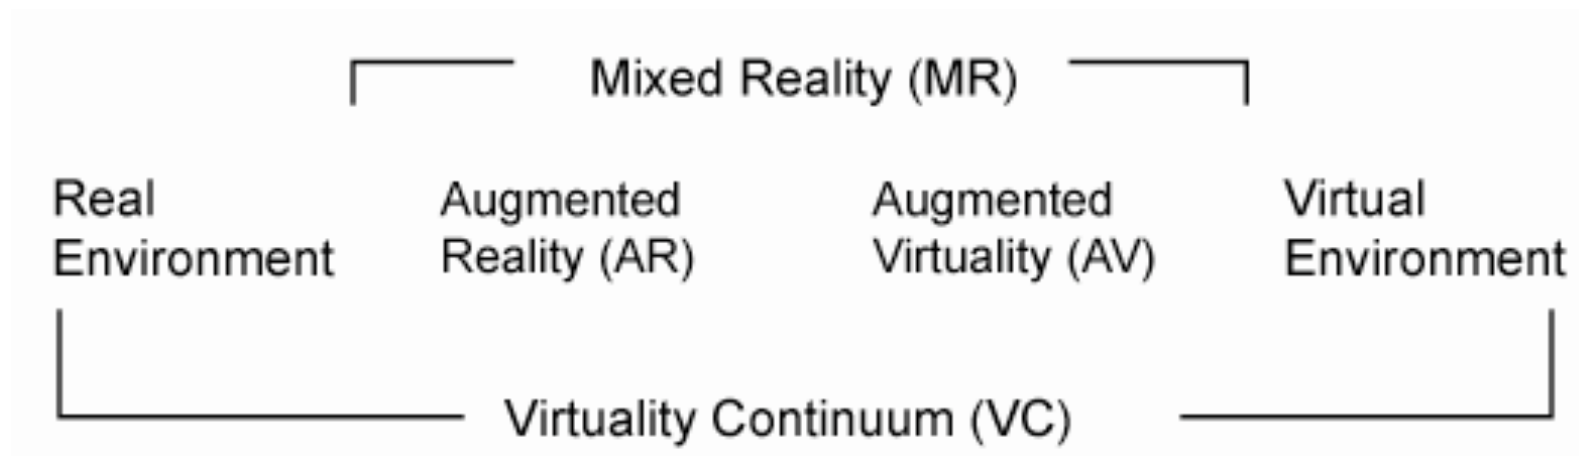 Mixed Reality (MR)
Real
Environment
Augmented
Reality (AR)
Augmented
Virtuality (AV)
Virtual
Environment
Virtuality Continuum (VC)